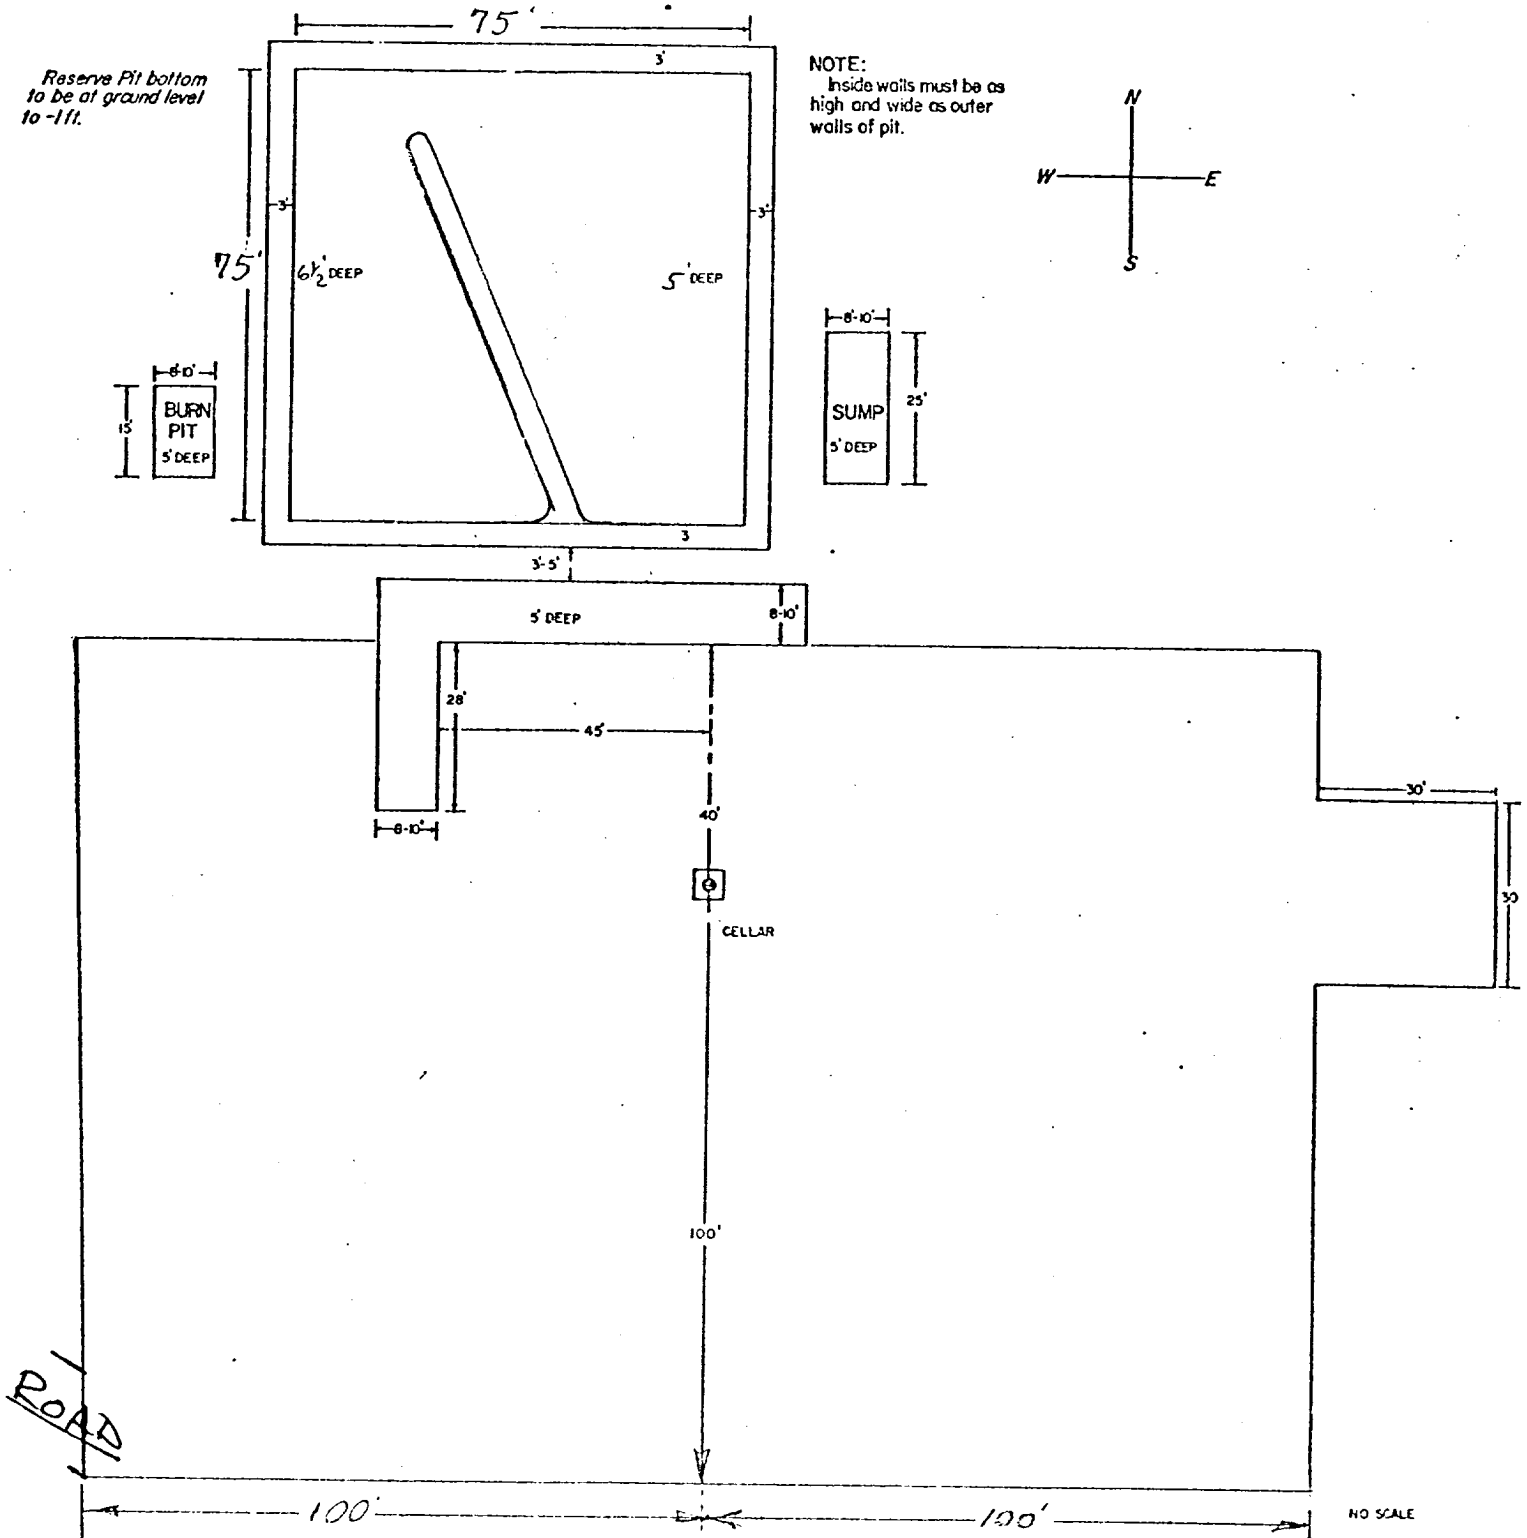 75'
3'
Reserve Pit bottom
to be at ground level
to -1 ft.
NOTE:
Inside walls must be as
high and wide as outer
walls of pit.
N
W
E
S
3'
3'
75'
6½' DEEP
5' DEEP
8'-10'
25'
SUMP
5' DEEP
8'-10'
15'
BURN
PIT
5' DEEP
3
3'-5'
5' DEEP
8-10'
28'
45'
40'
8-10'
30'
30
CELLAR
100'
ROAD
100'
100'
NO SCALE